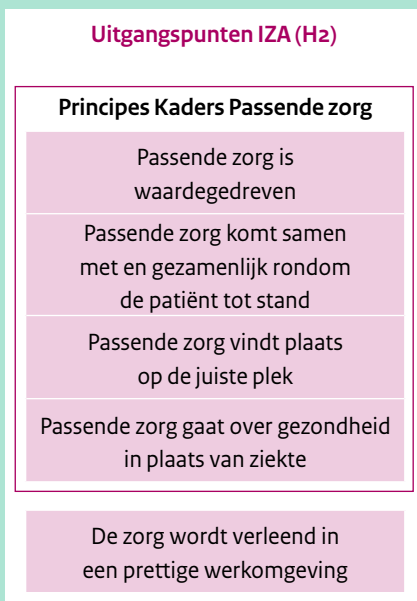 Uitgangspunten IZA (H2)
Principes Kaders Passende zorg
Passende zorg is
waardegedreven
Passende zorg komt samen
met en gezamenlijk rondom
de patiënt tot stand
Passende zorg vindt plaats
op de juiste plek
Passende zorg gaat over gezondheid
in plaats van ziekte
De zorg wordt verleend in
een prettige werkomgeving